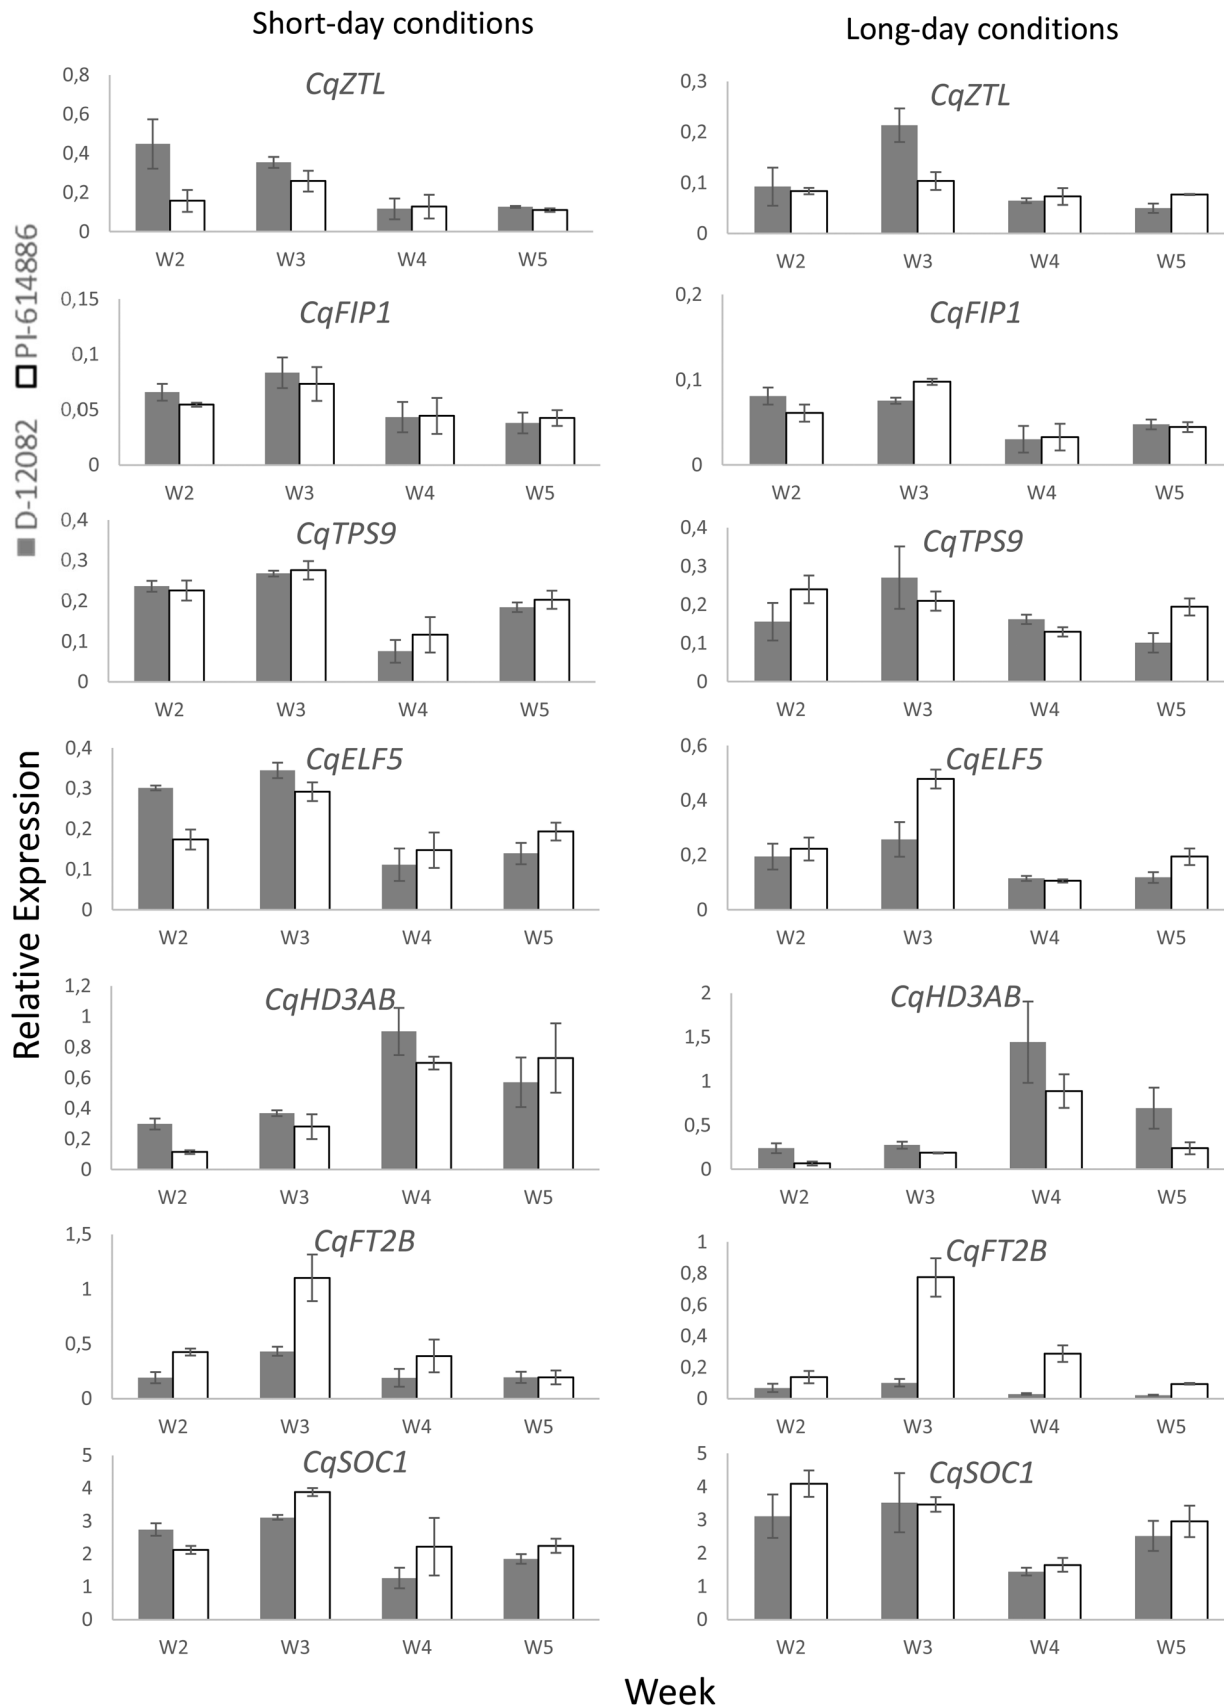 Short-day conditions
Long-day conditions
■ D-12082 □ PI-614886
Relative Expression
CqZTL
0,8
0,6
0,4
0,2
0
W2 W3 W4 W5
CqZTL
0,3
0,2
0,1
0
W2 W3 W4 W5
CqFIP1
0,15
0,1
0,05
0
W2 W3 W4 W5
CqFIP1
0,2
0,1
0
W2 W3 W4 W5
CqTPS9
0,4
0,3
0,2
0,1
0
W2 W3 W4 W5
CqTPS9
0,4
0,3
0,2
0,1
0
W2 W3 W4 W5
CqELF5
0,4
0,3
0,2
0,1
0
W2 W3 W4 W5
CqELF5
0,6
0,4
0,2
0
W2 W3 W4 W5
CqHD3AB
1,2
1
0,8
0,6
0,4
0,2
0
W2 W3 W4 W5
CqHD3AB
2
1,5
1
0,5
0
W2 W3 W4 W5
CqFT2B
1,5
1
0,5
0
W2 W3 W4 W5
CqFT2B
1
0,8
0,6
0,4
0,2
0
W2 W3 W4 W5
CqSOC1
5
4
3
2
1
0
W2 W3 W4 W5
CqSOC1
5
4
3
2
1
0
W2 W3 W4 W5
Week